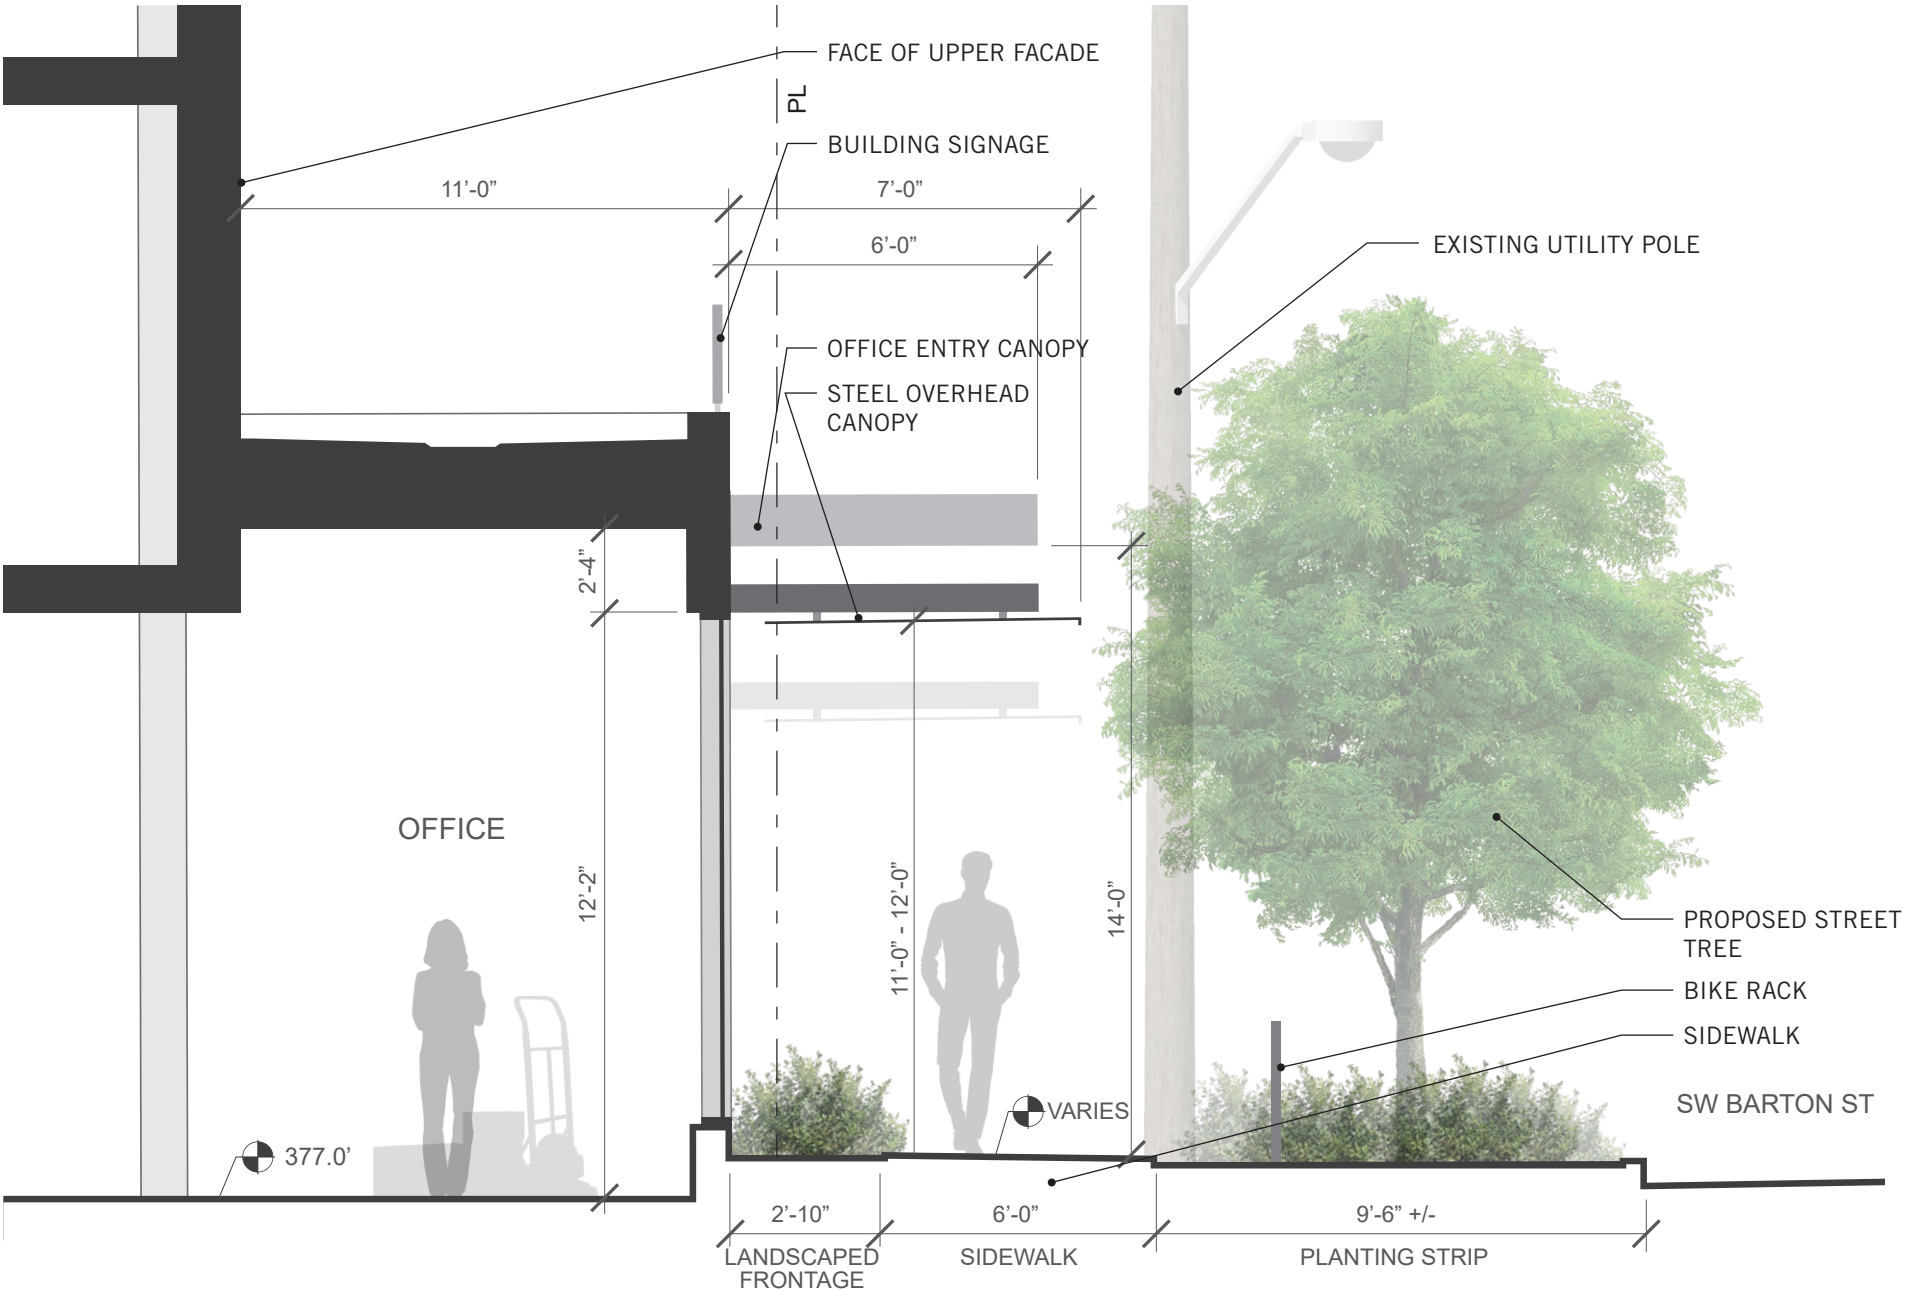 FACE OF UPPER FACADE
PL
BUILDING SIGNAGE
11’-0”
7’-0”
6’-0”
EXISTING UTILITY POLE
OFFICE ENTRY CANOPY
STEEL OVERHEAD
CANOPY
2’-4”
OFFICE
12’-2”
11’-0” - 12’-0”
14’-0”
PROPOSED STREET
TREE
BIKE RACK
SIDEWALK
SW BARTON ST
VARIES
377.0’
2’-10”
6’-0”
9’-6” +/-
LANDSCAPED
FRONTAGE
SIDEWALK
PLANTING STRIP